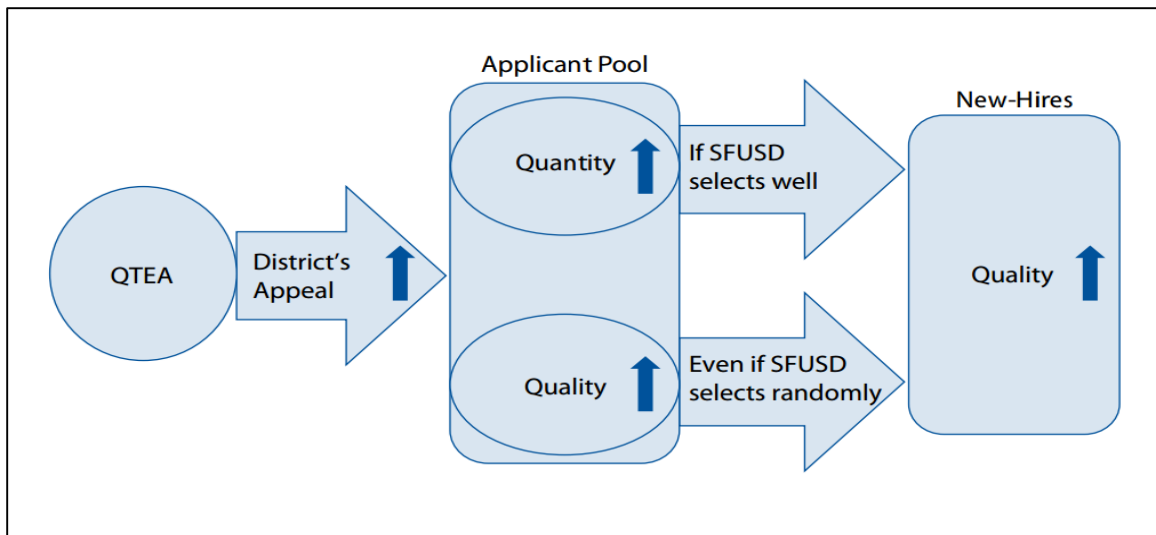 Applicant Pool
New-Hires
Quantity
If SFUSD
selects well
QTEA
District's
Appeal
Quality
Quality
Even if SFUSD
selects randomly